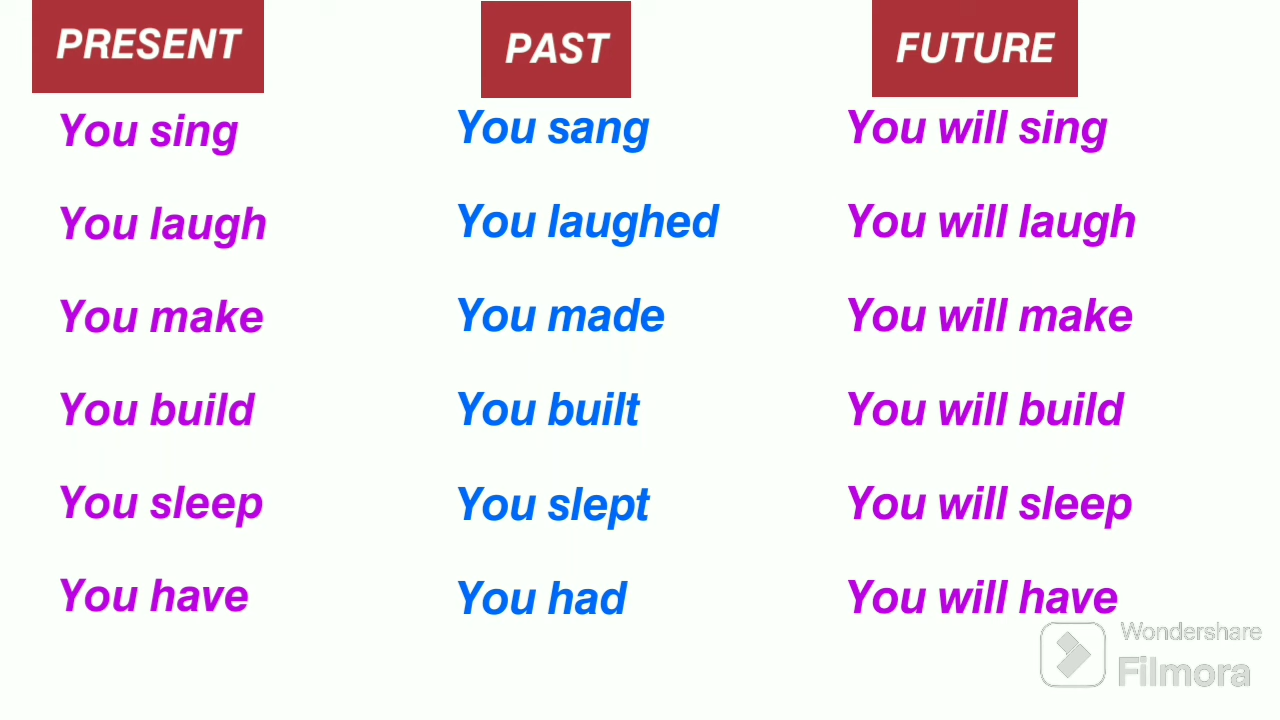 PRESENT PAST FUTURE
You sing You sang You will sing
You laugh You laughed You will laugh
You make You made You will make
You build You built You will build
You sleep You slept You will sleep
You have You had You will have
Wondershare
Filmora